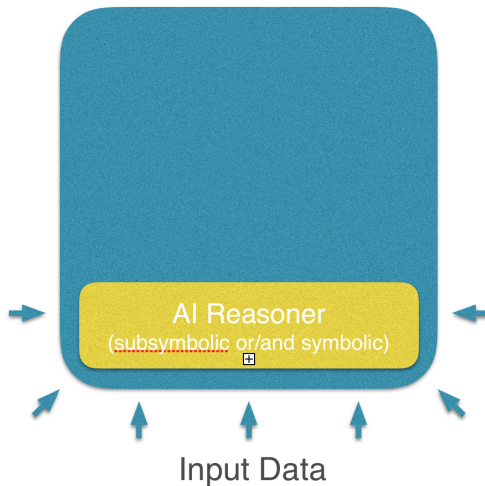 AI Reasoner
(subsymbolic or/and symbolic)
Input Data